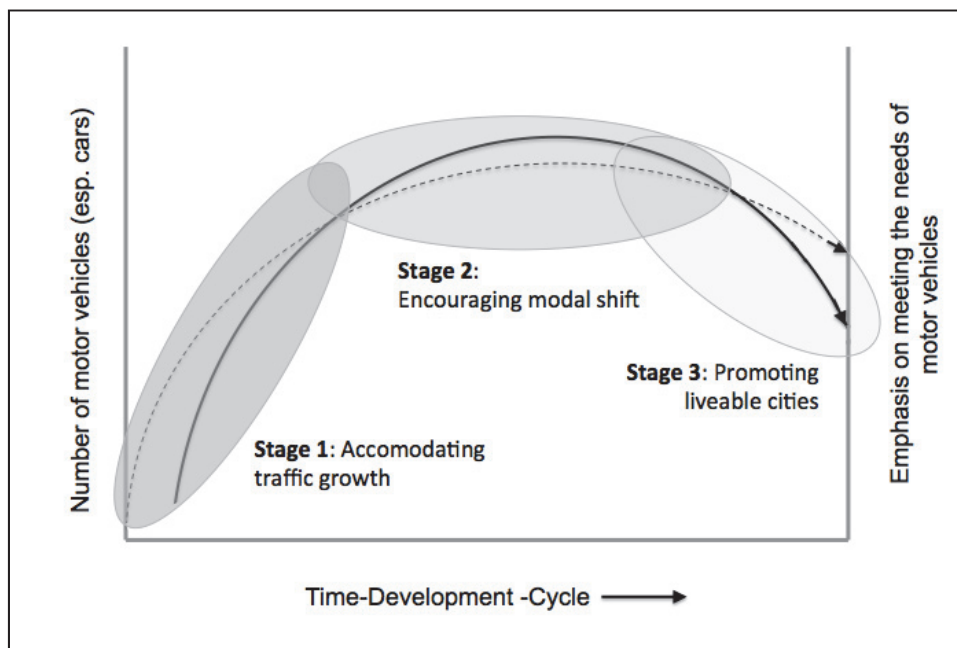 Number of motor vehicles (esp. cars)
Stage 1: Accomodating
traffic growth
Stage 2:
Encouraging modal shift
Stage 3: Promoting
liveable cities
Emphasis on meeting the needs of
motor vehicles
Time-Development -Cycle